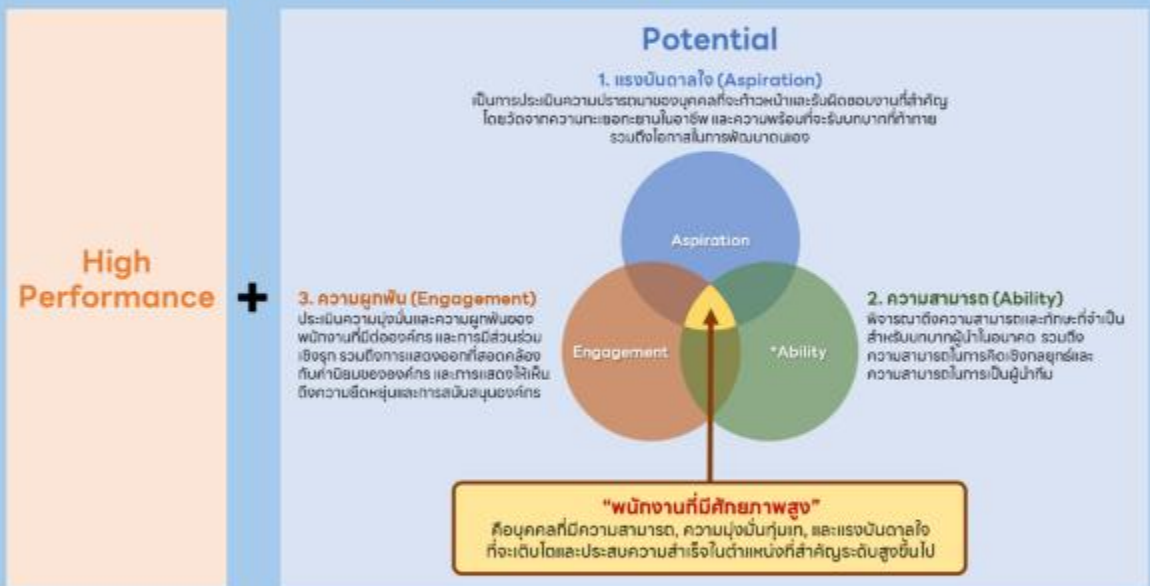 Potential
1. แรงบันดาลใจ (Aspiration)
เป็นการประเมินความปรารถนาของบุคคลที่จะก้าวหน้าและรับผิดชอบงานที่สำคัญ
โดยวัดจากความทะเยอทะยานในอาชีพ และความพร้อมที่จะรับบทบาทที่ท้าทาย
รวมถึงโอกาสในการพัฒนาตนเอง
High
Performance
+
Aspiration
Engagement
*Ability
3. ความผูกพัน (Engagement)
ประเมินความมุ่งมั่นและความผูกพันของ
พนักงานที่มีต่อองค์กร และการมีส่วนร่วม
เชิงรุก รวมถึงการแสดงออกที่สอดคล้อง
กับค่านิยมขององค์กร และการแสดงให้เห็น
ถึงความยืดหยุ่นและการสนับสนุนองค์กร
2. ความสามารถ (Ability)
พิจารณาถึงความสามารถและทักษะที่จำเป็น
สำหรับบทบาทผู้นำในอนาคต รวมถึง
ความสามารถในการคิดเชิงกลยุทธ์และ
ความสามารถในการเป็นผู้นำทีม
“พนักงานที่มีศักยภาพสูง”
คือบุคคลที่มีความสามารถ, ความมุ่งมั่นทุ่มเท, และแรงบันดาลใจ
ที่จะเติบโตและประสบความสำเร็จในตำแหน่งที่สำคัญระดับสูงขึ้นไป